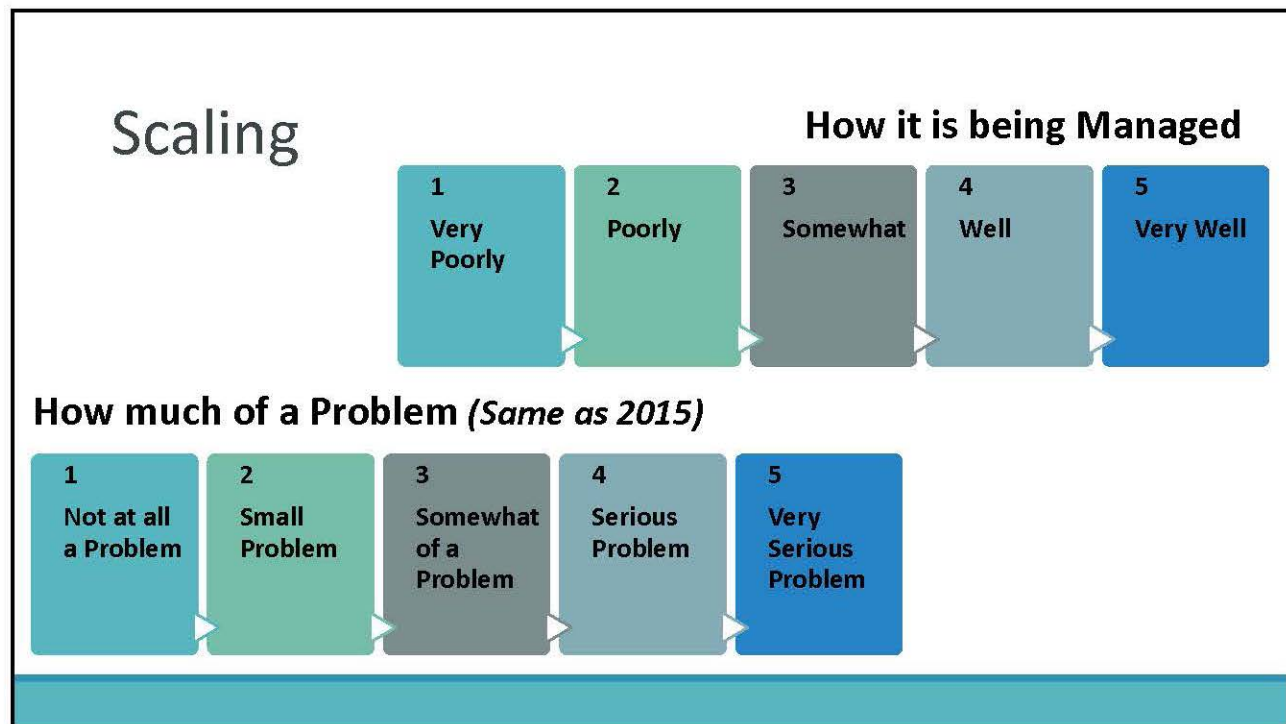 Scaling
How it is being Managed
1
Very
Poorly
2
Poorly
3
Somewhat
4
Well
5
Very Well
How much of a Problem (Same as 2015)
1
Not at all
a Problem
2
Small
Problem
3
Somewhat
of a
Problem
4
Serious
Problem
5
Very
Serious
Problem